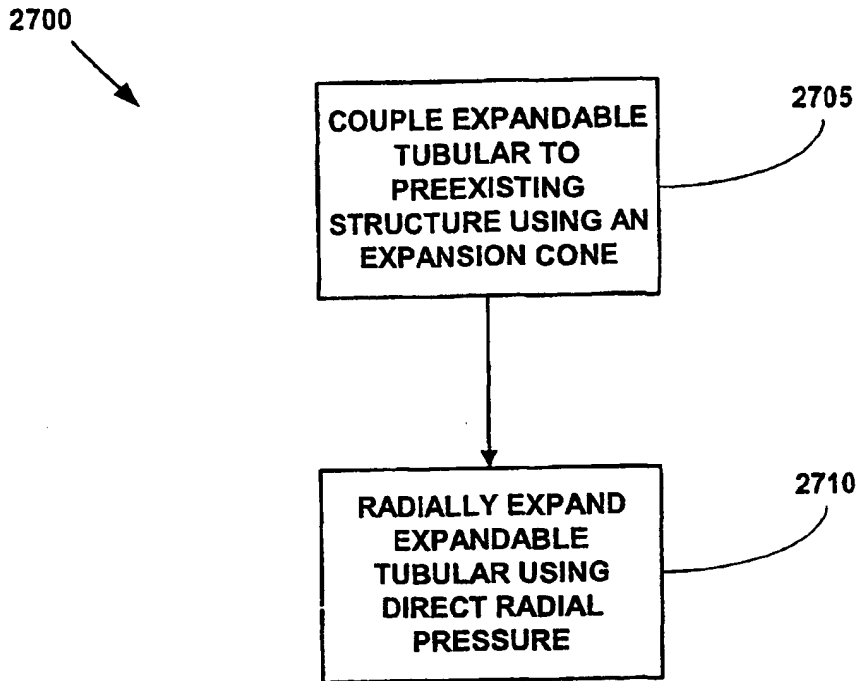 2700
2705
COUPLE EXPANDABLE
TUBULAR TO
PREEXISTING
STRUCTURE USING AN
EXPANSION CONE
2710
RADIALLY EXPAND
EXPANDABLE
TUBULAR USING
DIRECT RADIAL
PRESSURE